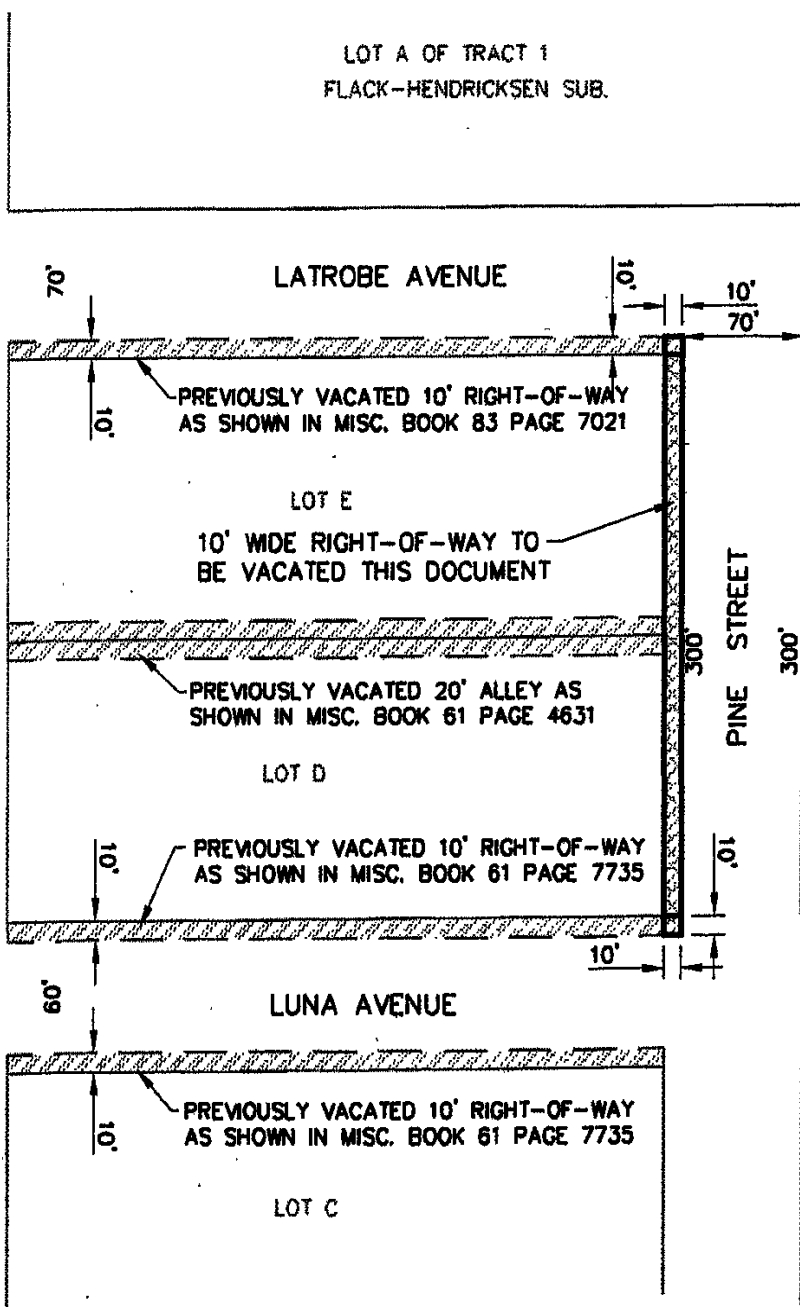 LOT A OF TRACT 1
FLACK-HENDRICKSEN SUB.
70'
LATROBE AVENUE
10'
10'
70'
10'
PREVIOUSLY VACATED 10' RIGHT-OF-WAY
AS SHOWN IN MISC. BOOK 83 PAGE 7021
LOT E
10' WIDE RIGHT-OF-WAY TO
BE VACATED THIS DOCUMENT
300'
PINE STREET
300'
PREVIOUSLY VACATED 20' ALLEY AS
SHOWN IN MISC. BOOK 61 PAGE 4631
LOT D
10'
PREVIOUSLY VACATED 10' RIGHT-OF-WAY
AS SHOWN IN MISC. BOOK 61 PAGE 7735
10'
10'
60'
LUNA AVENUE
10'
PREVIOUSLY VACATED 10' RIGHT-OF-WAY
AS SHOWN IN MISC. BOOK 61 PAGE 7735
LOT C